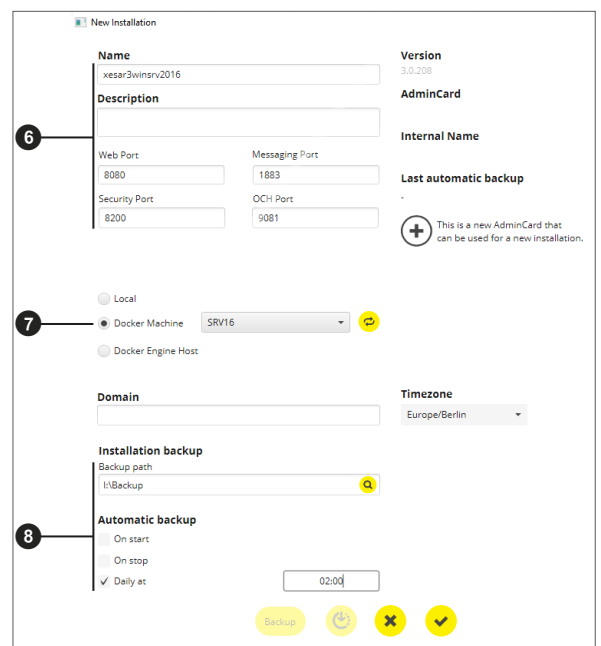 New Installation
Name
xesar3winsrv2016
Description
6
Web Port
Messaging Port
8080
1883
Security Port
OCH Port
8200
9081
Version
3.0.208
AdminCard
Internal Name
Last automatic backup
-
This is a new AdminCard that
can be used for a new installation.
Local
7
Docker Machine
SRV16
Docker Engine Host
Domain
Timezone
Europe/Berlin
Installation backup
Backup path
I:\Backup
8
Automatic backup
On start
On stop
Daily at
02:00
Backup